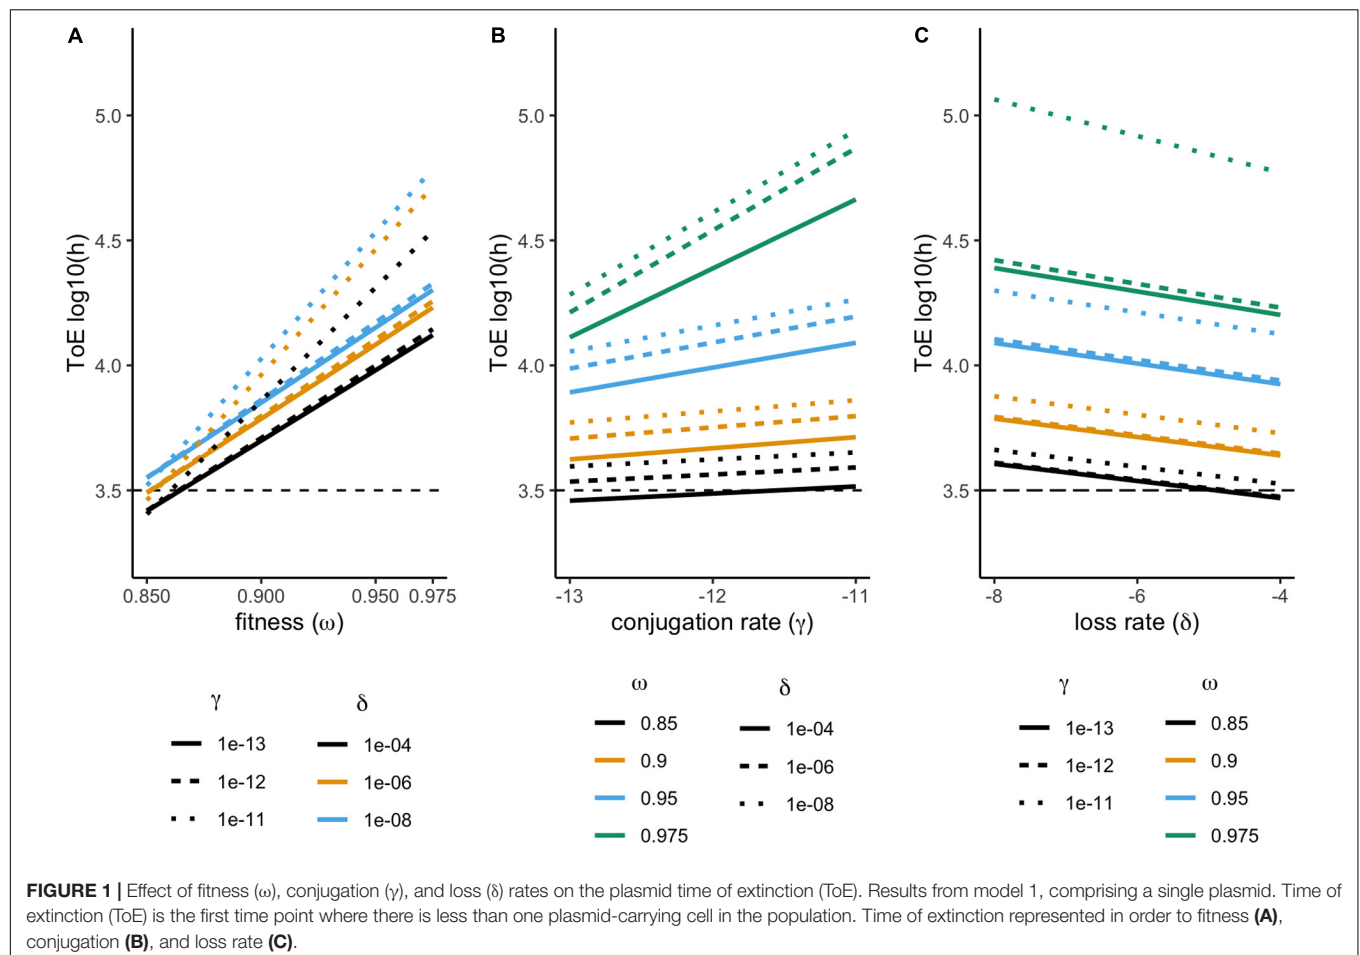 A
B
C
5.0
4.5
4.0
3.5
ToE log10(h)
0.850
0.900
0.950
0.975
fitness (ω)
5.0
4.5
4.0
3.5
ToE log10(h)
-13
-12
-11
conjugation rate (γ)
5.0
4.5
4.0
3.5
ToE log10(h)
-8
-6
-4
loss rate (δ)
γ
1e-13
1e-12
1e-11
δ
1e-04
1e-06
1e-08
ω
0.85
0.9
0.95
0.975
δ
1e-04
1e-06
1e-08
γ
1e-13
1e-12
1e-11
ω
0.85
0.9
0.95
0.975
FIGURE 1 | Effect of fitness (ω), conjugation (γ), and loss (δ) rates on the plasmid time of extinction (ToE). Results from model 1, comprising a single plasmid. Time of
extinction (ToE) is the first time point where there is less than one plasmid-carrying cell in the population. Time of extinction represented in order to fitness (A),
conjugation (B), and loss rate (C).